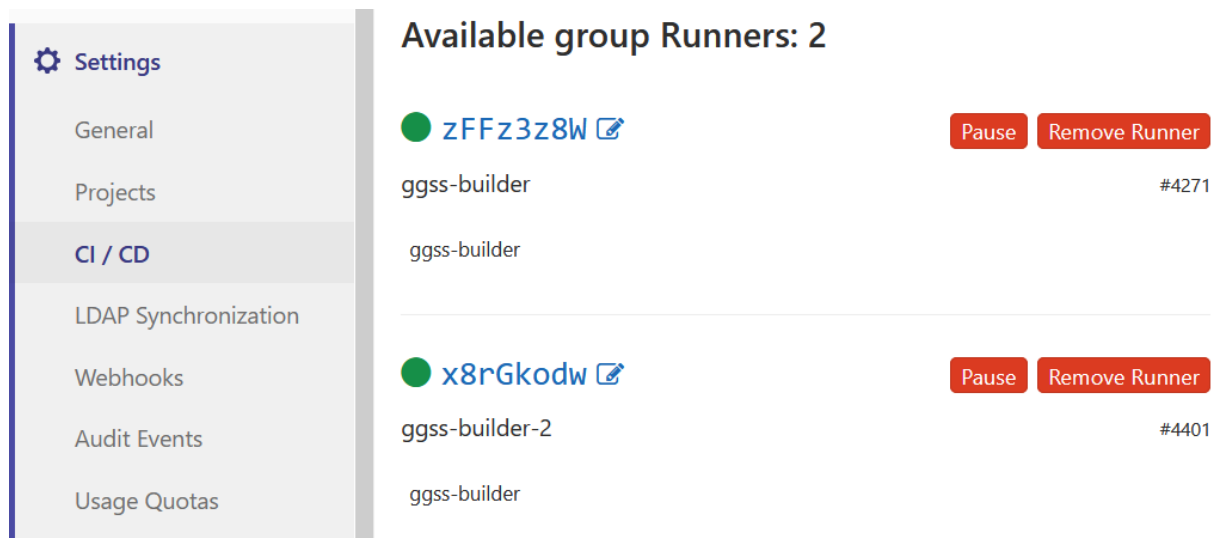 Settings
General
Projects
CI / CD
LDAP Synchronization
Webhooks
Audit Events
Usage Quotas
Available group Runners: 2
zFFz3z8W
Pause Remove Runner
ggss-builder #4271
ggss-builder
x8rGkodw
Pause Remove Runner
ggss-builder-2 #4401
ggss-builder